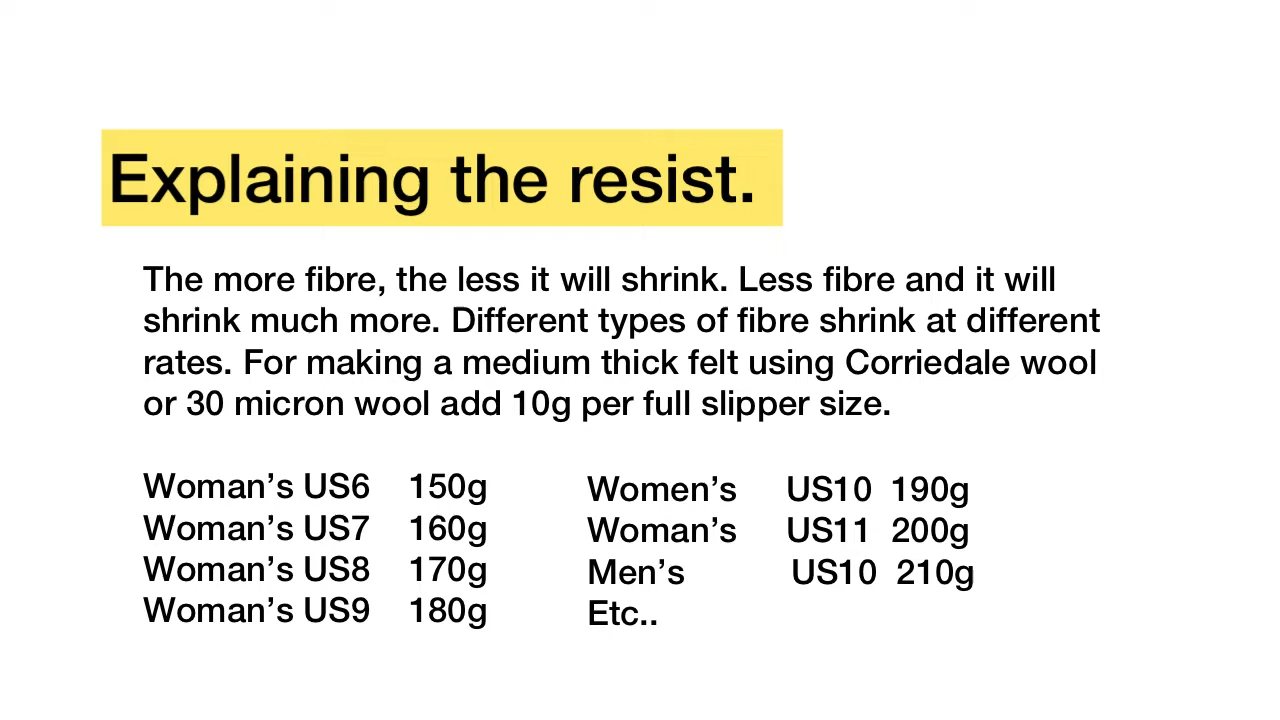 Explaining the resist.
The more fibre, the less it will shrink. Less fibre and it will
shrink much more. Different types of fibre shrink at different
rates. For making a medium thick felt using Corriedale wool
or 30 micron wool add 10g per full slipper size.
Woman’s US6 150g
Woman’s US7 160g
Woman’s US8 170g
Woman’s US9 180g
Women’s US10 190g
Woman’s US11 200g
Men’s US10 210g
Etc..